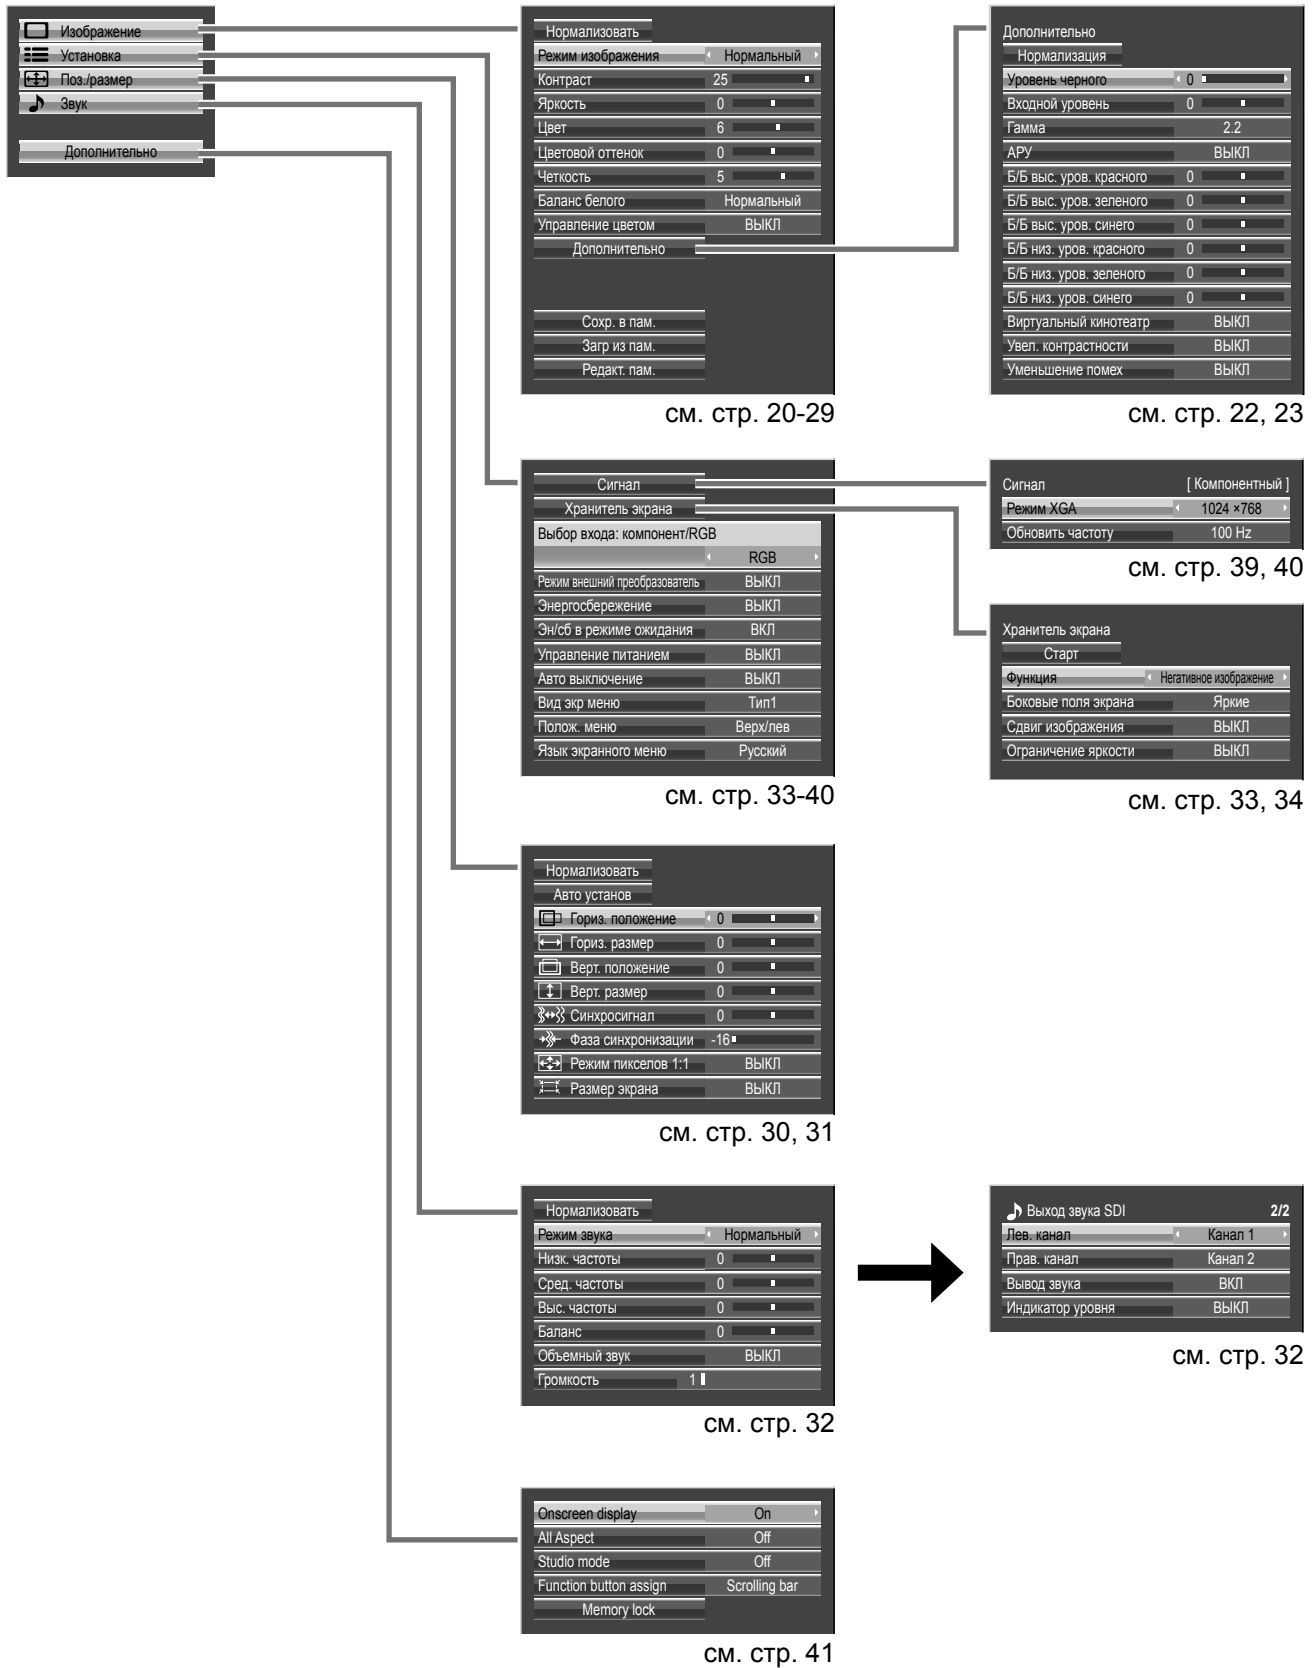 Изображение
Установка
Поз./размер
Звук
Дополнительно
Нормализовать
Режим изображения Нормальный
Контраст 25
Яркость 0
Цвет 6
Цветовой оттенок 0
Четкость 5
Баланс белого Нормальный
Управление цветом ВЫКЛ
Дополнительно
Сохр. в пам.
Загр из пам.
Редакт. пам.
см. стр. 20-29
Дополнительно
Нормализация
Уровень черного 0
Входной уровень 0
Гамма 2.2
АРУ ВЫКЛ
Б/Б выс. уров. красного 0
Б/Б выс. уров. зеленого 0
Б/Б выс. уров. синего 0
Б/Б низ. уров. красного 0
Б/Б низ. уров. зеленого 0
Б/Б низ. уров. синего 0
Виртуальный кинотеатр ВЫКЛ
Увел. контрастности ВЫКЛ
Уменьшение помех ВЫКЛ
см. стр. 22, 23
Сигнал
Хранитель экрана
Выбор входа: компонент/RGB
RGB
Режим внешний преобразователь ВЫКЛ
Энергосбережение ВЫКЛ
Эн/сб в режиме ожидания ВКЛ
Управление питанием ВЫКЛ
Авто выключение ВЫКЛ
Вид экр меню Тип1
Полож. меню Верх/лев
Язык экранного меню Русский
см. стр. 33-40
Сигнал [ Компонентный ]
Режим XGA 1024 ×768
Обновить частоту 100 Hz
см. стр. 39, 40
Хранитель экрана
Старт
Функция Негативное изображение
Боковые поля экрана Яркие
Сдвиг изображения ВЫКЛ
Ограничение яркости ВЫКЛ
см. стр. 33, 34
Нормализовать
Авто установ
Гориз. положение 0
Гориз. размер 0
Верт. положение 0
Верт. размер 0
Синхросигнал 0
Фаза синхронизации -16
Режим пикселов 1:1 ВЫКЛ
Размер экрана ВЫКЛ
см. стр. 30, 31
Нормализовать
Режим звука Нормальный
Низк. частоты 0
Сред. частоты 0
Выс. частоты 0
Баланс 0
Объемный звук ВЫКЛ
Громкость 1
см. стр. 32
Выход звука SDI 2/2
Лев. канал Канал 1
Прав. канал Канал 2
Вывод звука ВКЛ
Индикатор уровня ВЫКЛ
см. стр. 32
Onscreen display On
All Aspect Off
Studio mode Off
Function button assign Scrolling bar
Memory lock
см. стр. 41